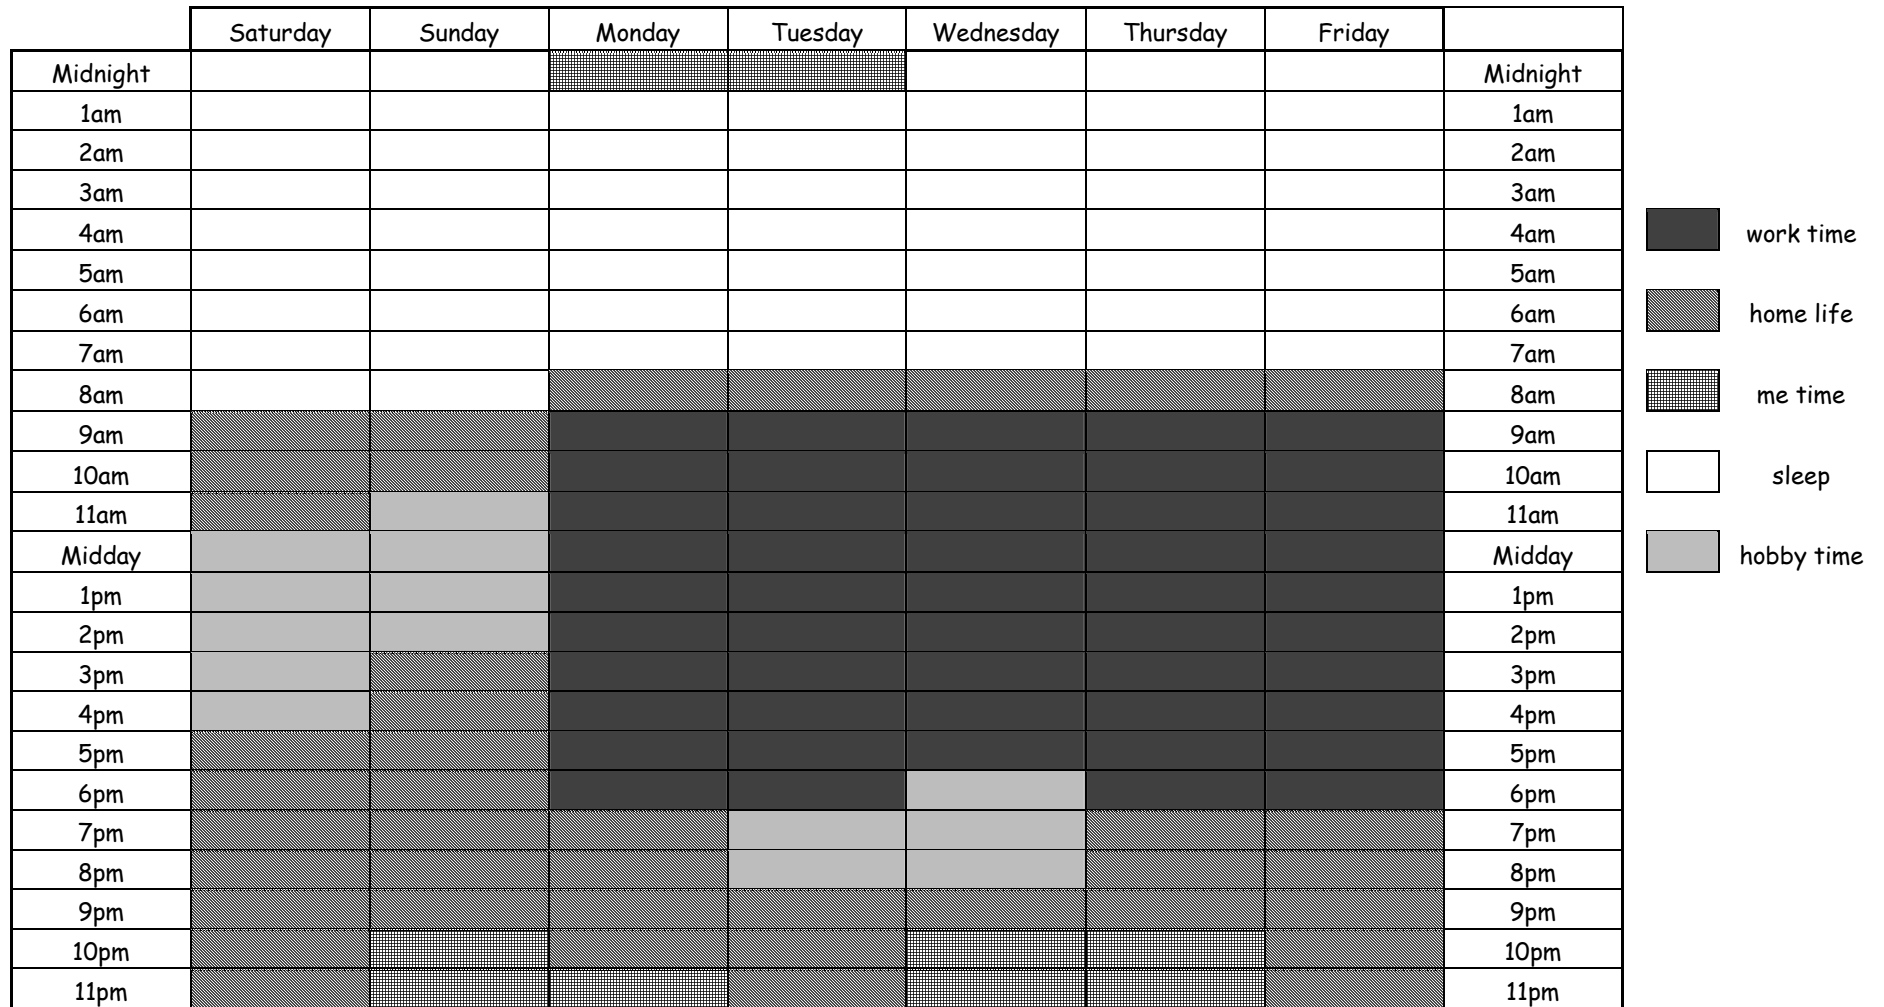 Saturday Sunday Monday Tuesday Wednesday Thursday Friday
Midnight Midnight
1am 1am
2am 2am
3am 3am
4am 4am work time
5am 5am
6am 6am home life
7am 7am
8am 8am me time
9am 9am
10am 10am sleep
11am 11am
Midday Midday hobby time
1pm 1pm
2pm 2pm
3pm 3pm
4pm 4pm
5pm 5pm
6pm 6pm
7pm 7pm
8pm 8pm
9pm 9pm
10pm 10pm
11pm 11pm